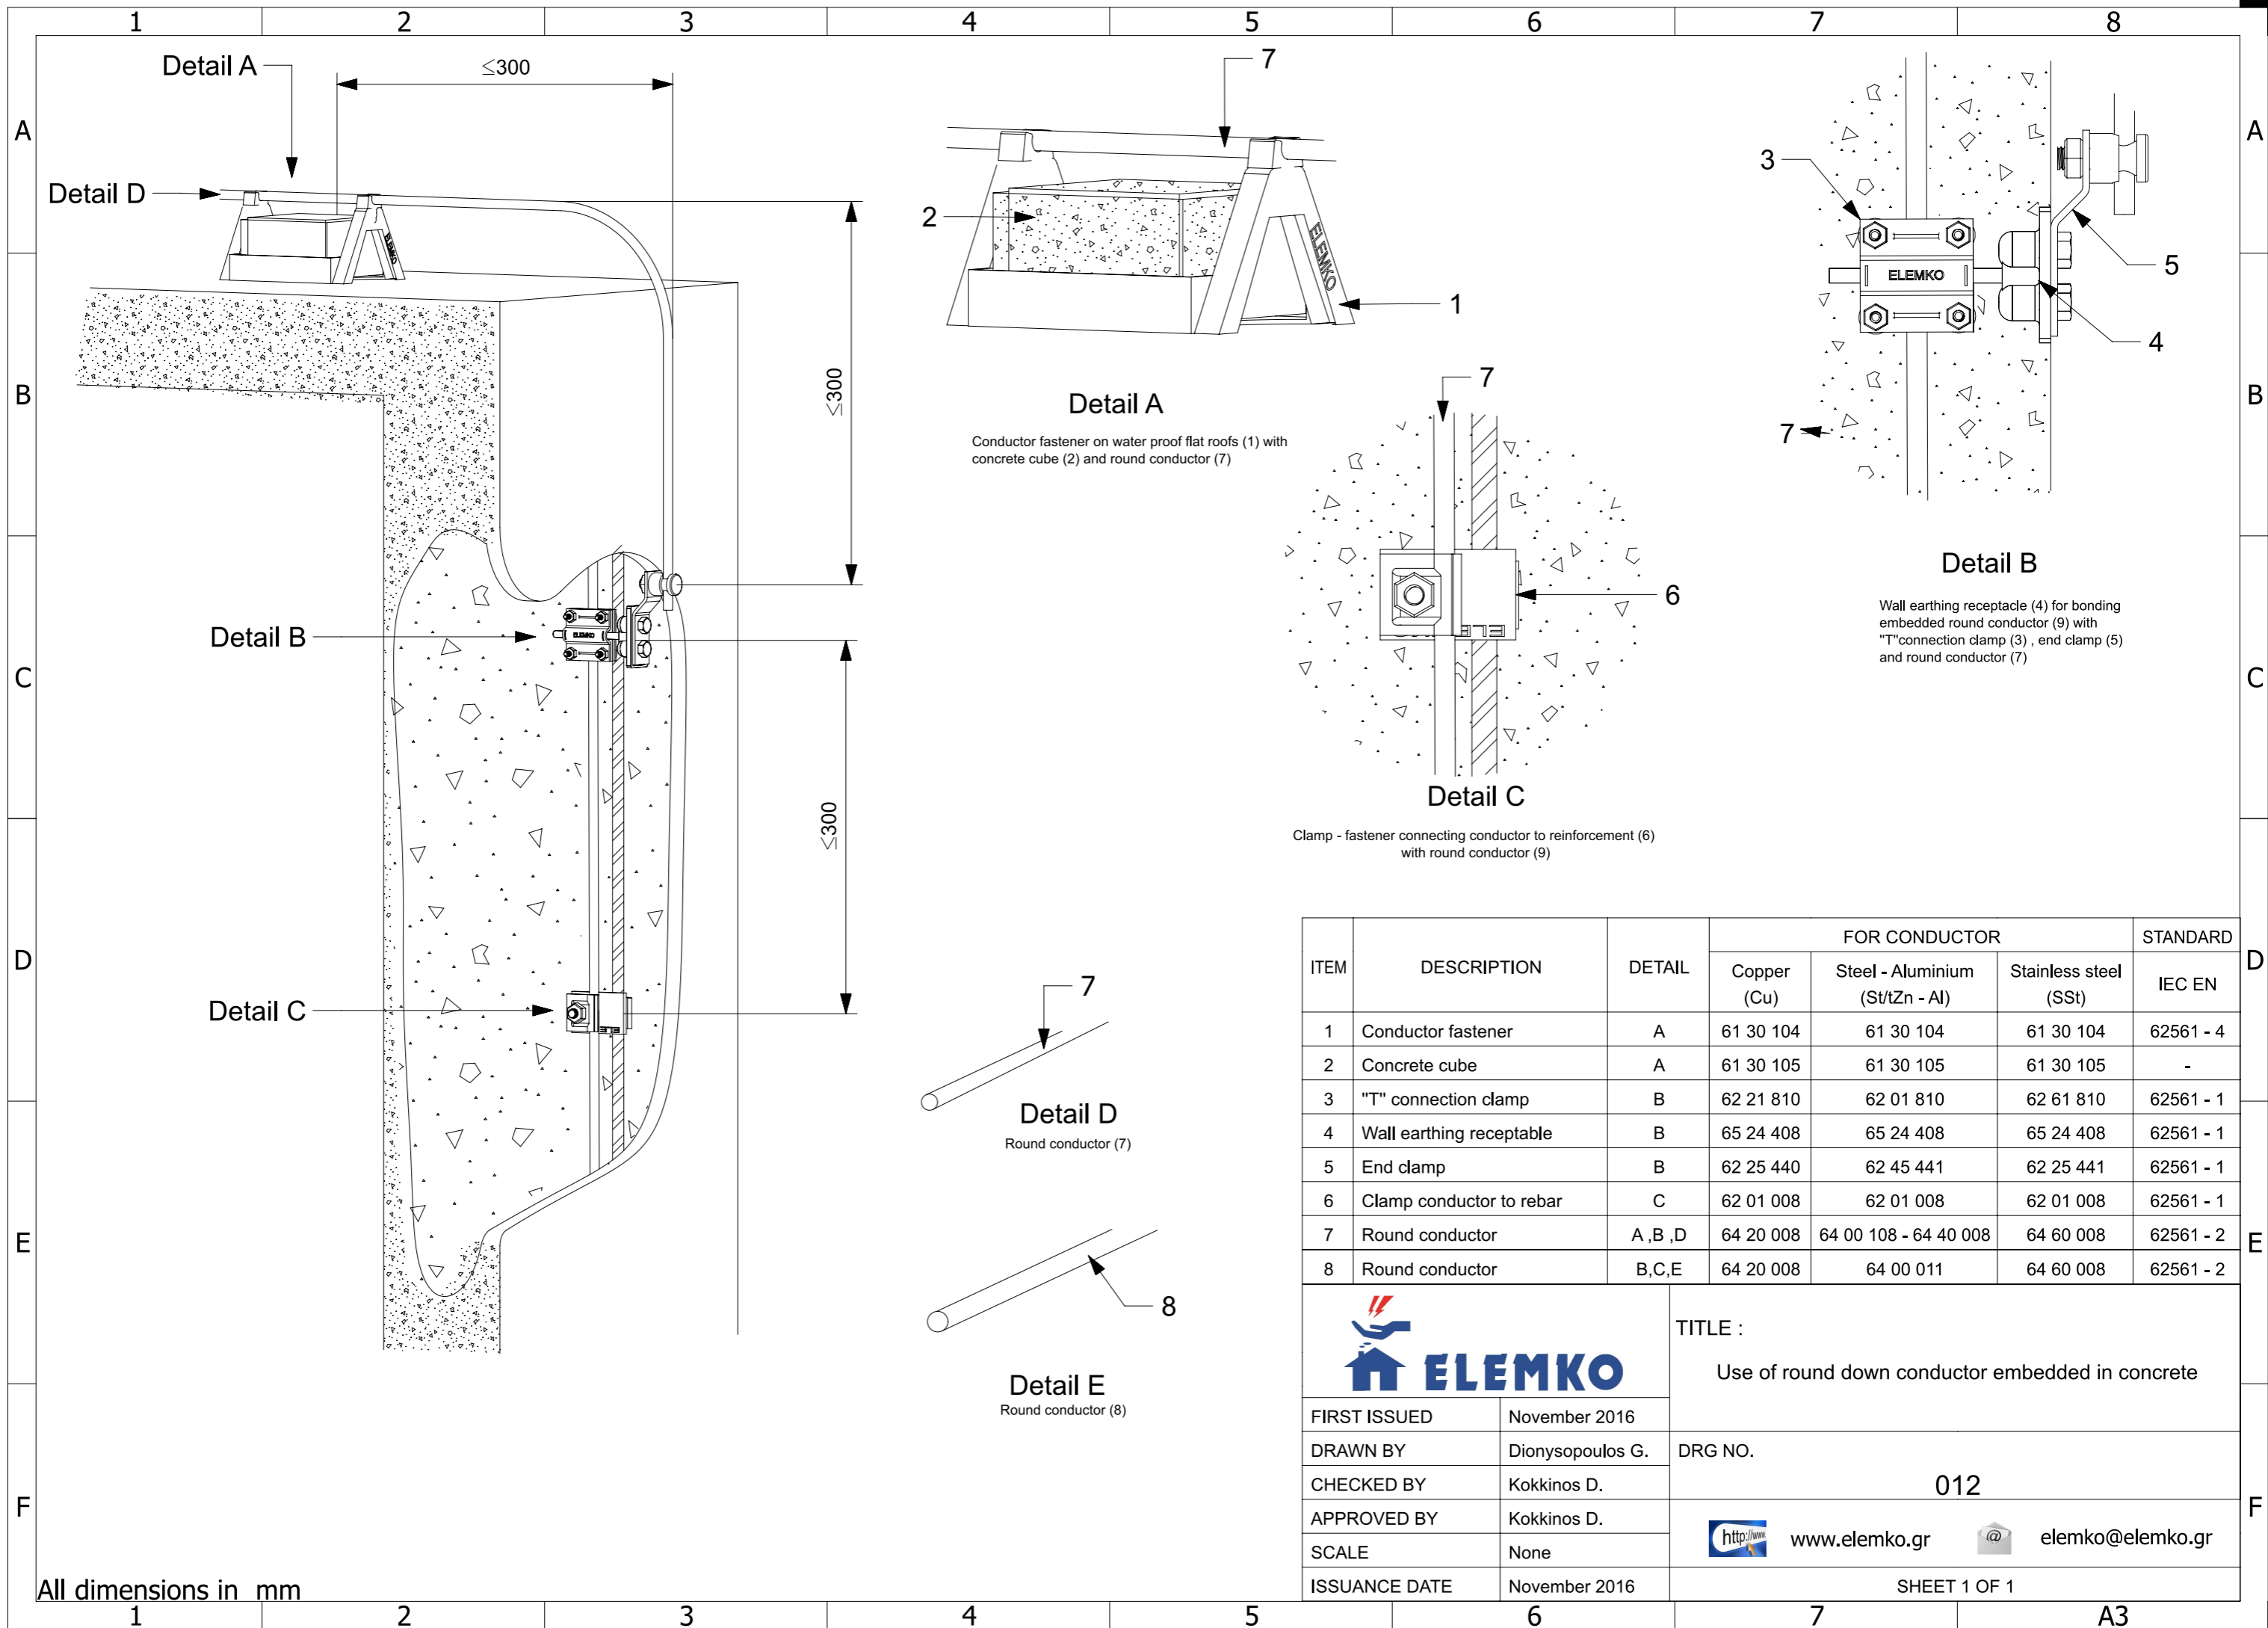 1 2 3 4 5 6 7 8
A A
B B
C C
D D
E E
F F
Detail A
≤300
Detail D
ELEMKO
≤300
Detail B
ELEMKO
≤300
Detail C
7
2
ELEMKO
1
Detail A
Conductor fastener on water proof flat roofs (1) with
concrete cube (2) and round conductor (7)
3
ELEMKO
5
4
7
Detail B
Wall earthing receptacle (4) for bonding
embedded round conductor (9) with
"T"connection clamp (3) , end clamp (5)
and round conductor (7)
7
6
Detail C
Clamp - fastener connecting conductor to reinforcement (6)
with round conductor (9)
7
Detail D
Round conductor (7)
8
Detail E
Round conductor (8)
ITEM DESCRIPTION DETAIL FOR CONDUCTOR STANDARD
Copper (Cu) Steel - Aluminium (St/tZn - Al) Stainless steel (SSt) IEC EN
1 Conductor fastener A 61 30 104 61 30 104 61 30 104 62561 - 4
2 Concrete cube A 61 30 105 61 30 105 61 30 105 -
3 "T" connection clamp B 62 21 810 62 01 810 62 61 810 62561 - 1
4 Wall earthing receptable B 65 24 408 65 24 408 65 24 408 62561 - 1
5 End clamp B 62 25 440 62 45 441 62 25 441 62561 - 1
6 Clamp conductor to rebar C 62 01 008 62 01 008 62 01 008 62561 - 1
7 Round conductor A ,B ,D 64 20 008 64 00 108 - 64 40 008 64 60 008 62561 - 2
8 Round conductor B,C,E 64 20 008 64 00 011 64 60 008 62561 - 2
ELEMKO
TITLE :
Use of round down conductor embedded in concrete
FIRST ISSUED November 2016
DRAWN BY Dionysopoulos G.
CHECKED BY Kokkinos D.
APPROVED BY Kokkinos D.
SCALE None
ISSUANCE DATE November 2016
DRG NO.
012
http://www www.elemko.gr @ elemko@elemko.gr
SHEET 1 OF 1
All dimensions in mm
1 2 3 4 5 6 7 A3